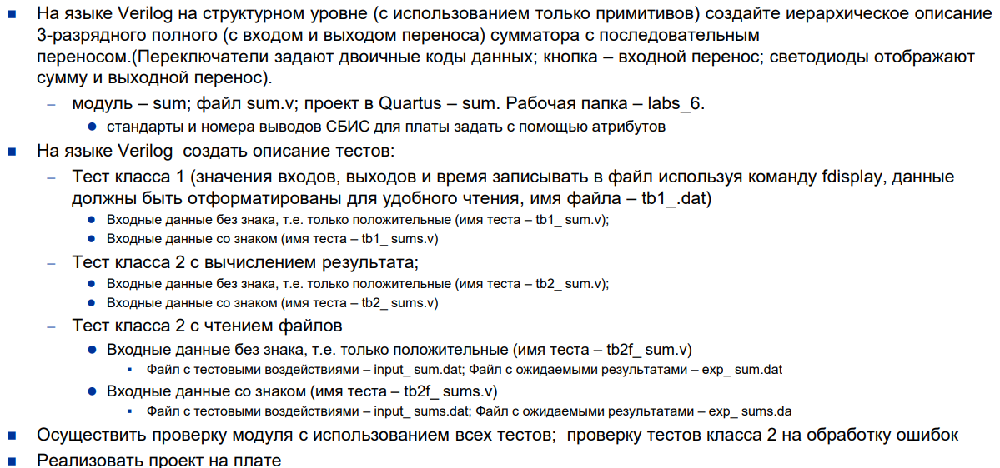 На языке Verilog на структурном уровне (с использованием только примитивов) создайте иерархическое описание
3-разрядного полного (с входом и выходом переноса) сумматора с последовательным
переносом.(Переключатели задают двоичные коды данных; кнопка – входной перенос; светодиоды отображают
сумму и выходной перенос).
– модуль – sum; файл sum.v; проект в Quartus – sum. Рабочая папка – labs_6.
стандарты и номера выводов СБИС для платы задать с помощью атрибутов
На языке Verilog создать описание тестов:
– Тест класса 1 (значения входов, выходов и время записывать в файл используя команду fdisplay, данные
должны быть отформатированы для удобного чтения, имя файла – tb1_.dat)
Входные данные без знака, т.е. только положительные (имя теста – tb1_ sum.v);
Входные данные со знаком (имя теста – tb1_ sums.v)
– Тест класса 2 с вычислением результата;
Входные данные без знака, т.е. только положительные (имя теста – tb2_ sum.v);
Входные данные со знаком (имя теста – tb2_ sums.v)
– Тест класса 2 с чтением файлов
Входные данные без знака, т.е. только положительные (имя теста – tb2f_ sum.v)
Файл с тестовыми воздействиями – input_ sum.dat; Файл с ожидаемыми результатами – exp_ sum.dat
Входные данные со знаком (имя теста – tb2f_ sums.v)
Файл с тестовыми воздействиями – input_ sums.dat; Файл с ожидаемыми результатами – exp_ sums.da
Осуществить проверку модуля с использованием всех тестов; проверку тестов класса 2 на обработку ошибок
Реализовать проект на плате